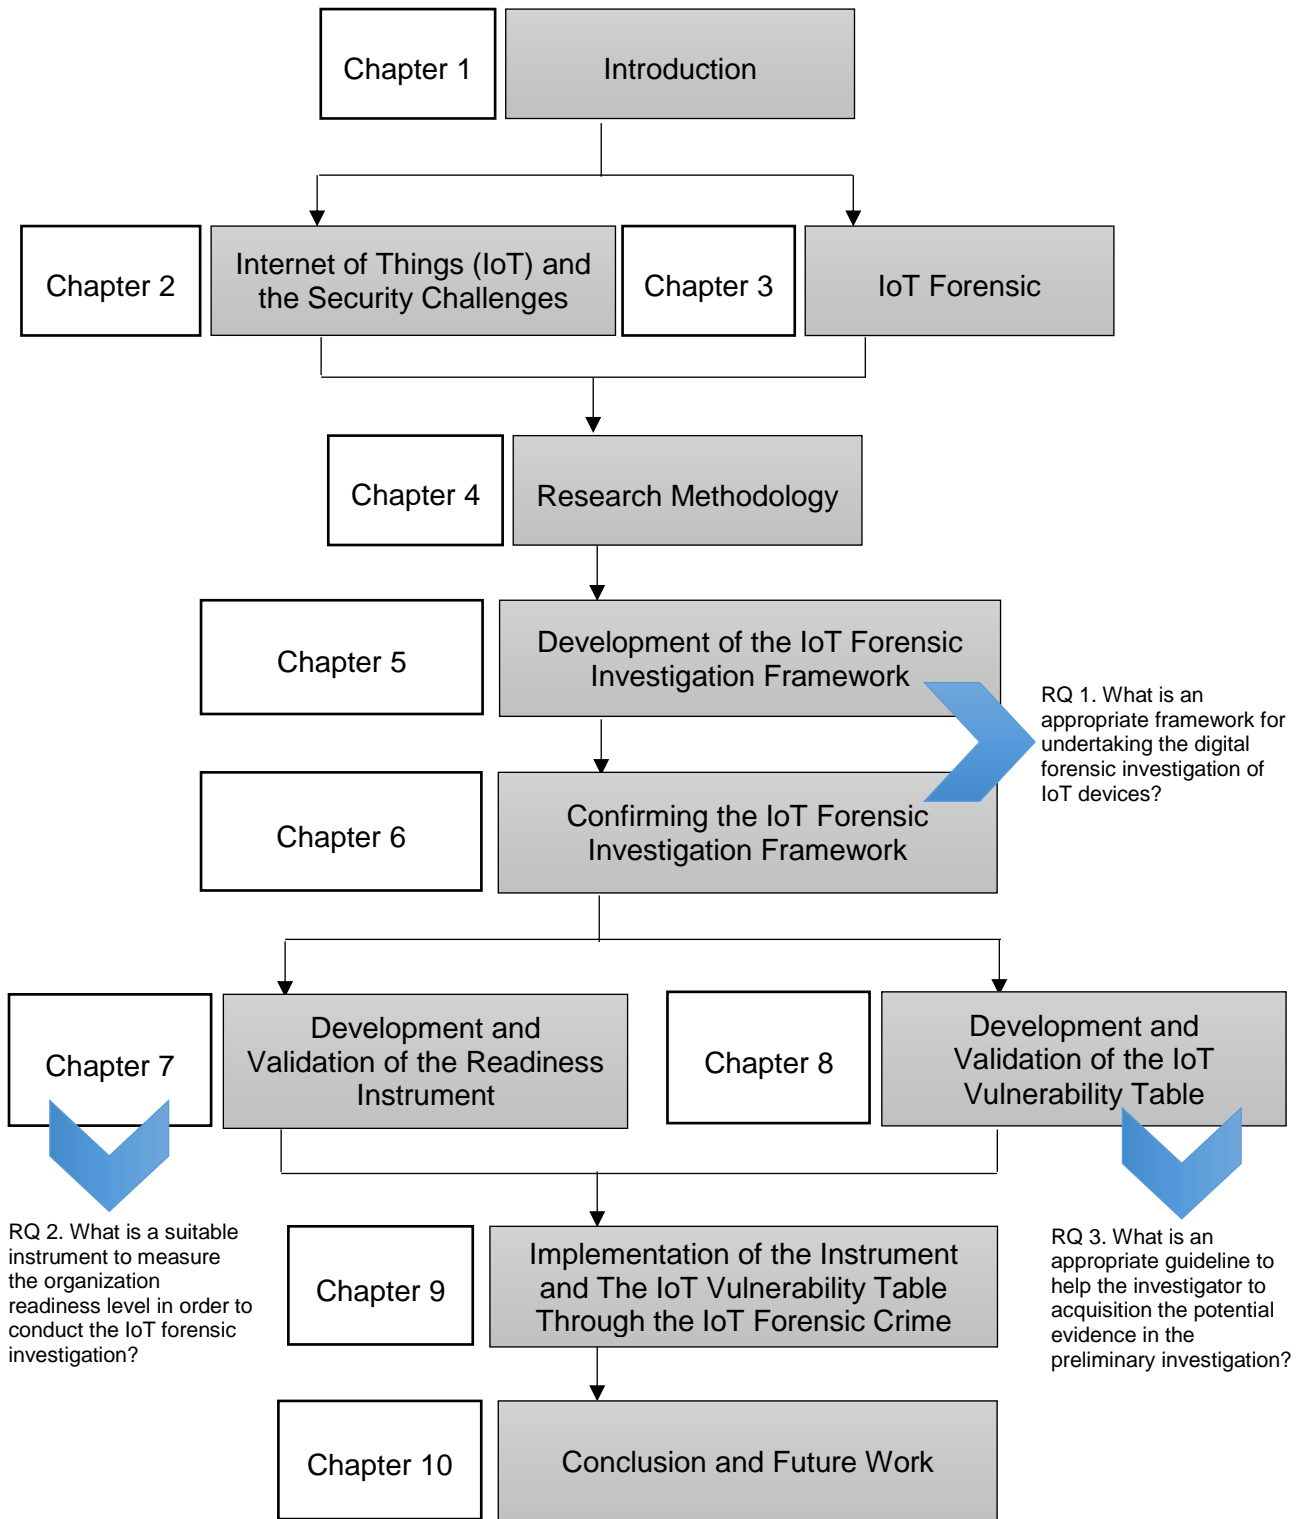 Chapter 1
Introduction
Chapter 2
Internet of Things (IoT) and
the Security Challenges
Chapter 3
IoT Forensic
Chapter 4
Research Methodology
Chapter 5
Development of the IoT Forensic
Investigation Framework
RQ 1. What is an
appropriate framework for
undertaking the digital
forensic investigation of
IoT devices?
Chapter 6
Confirming the IoT Forensic
Investigation Framework
Chapter 7
Development and
Validation of the Readiness
Instrument
Chapter 8
Development and
Validation of the IoT
Vulnerability Table
RQ 2. What is a suitable
instrument to measure
the organization
readiness level in order to
conduct the IoT forensic
investigation?
Chapter 9
Implementation of the Instrument
and The IoT Vulnerability Table
Through the IoT Forensic Crime
RQ 3. What is an
appropriate guideline to
help the investigator to
acquisition the potential
evidence in the
preliminary investigation?
Chapter 10
Conclusion and Future Work